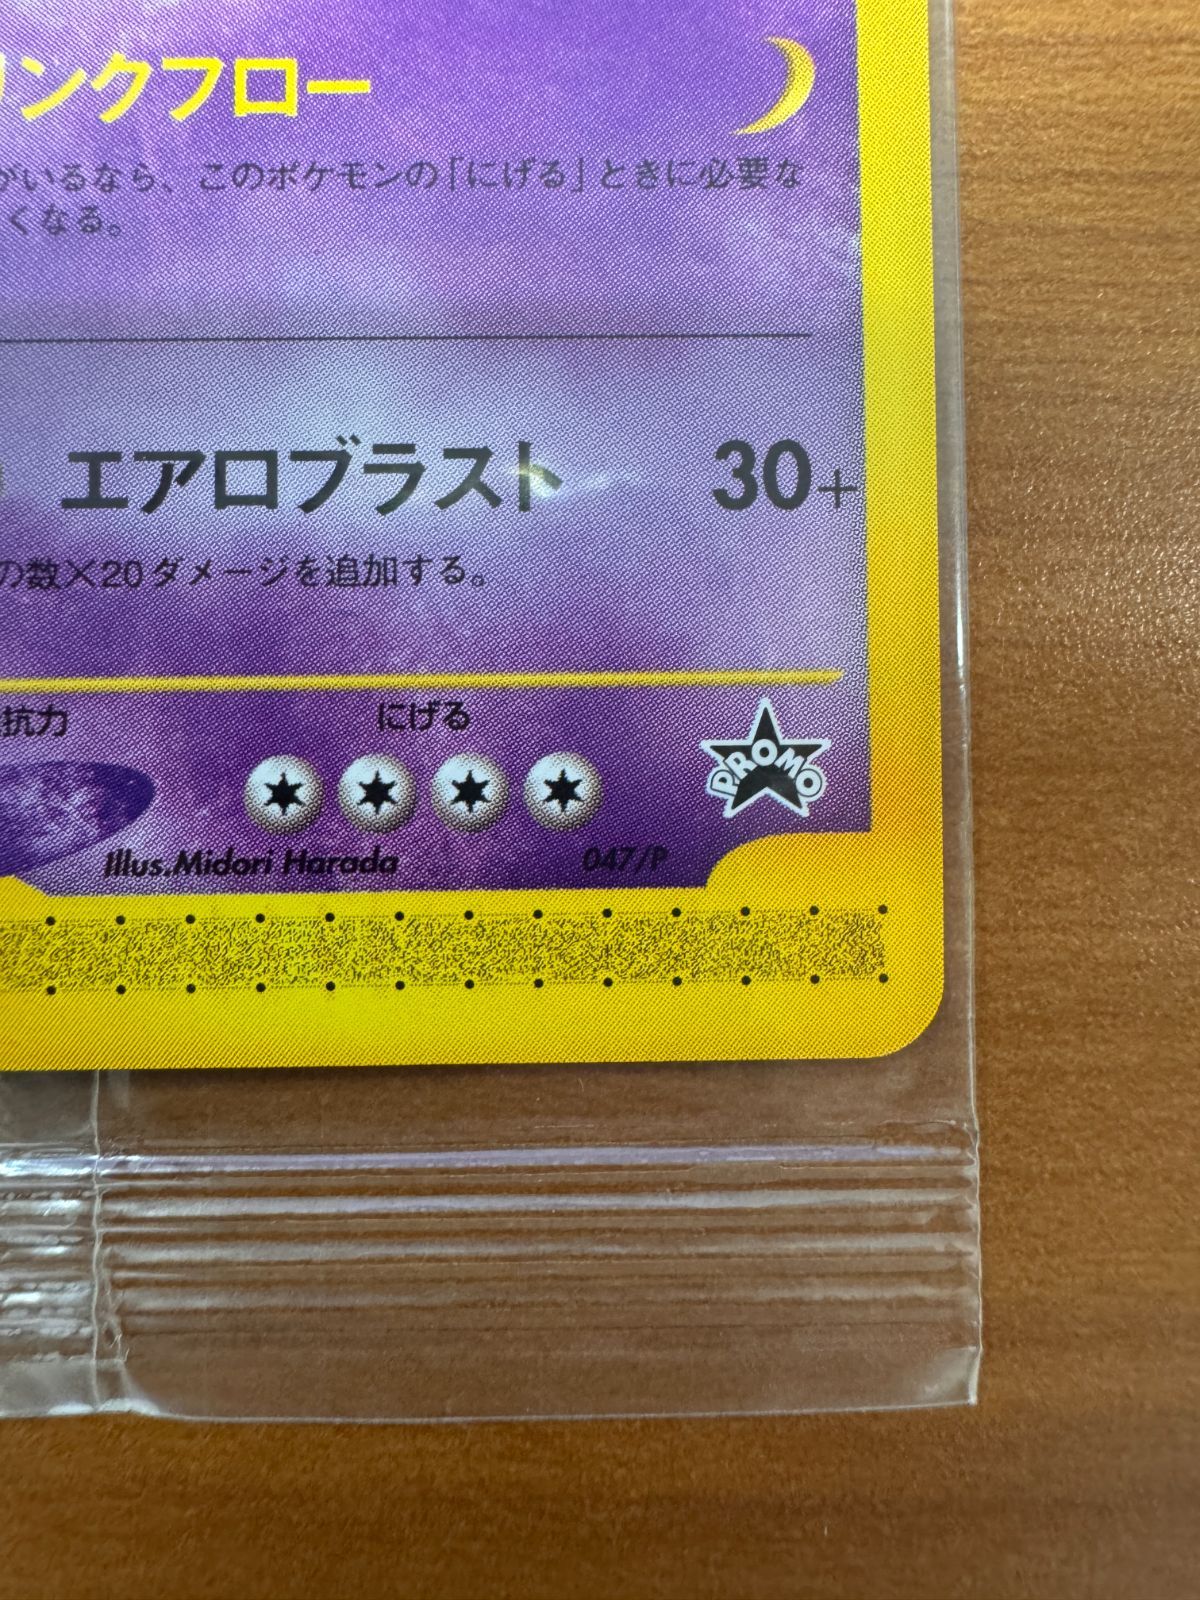 リンクフロー
がいるなら、このポケモンの「にげる」ときに必要な
くなる。
エアロブラスト 30+
の数×20ダメージを追加する。
抗力 にげる
PROMO
Illus.Midori Harada 047/P